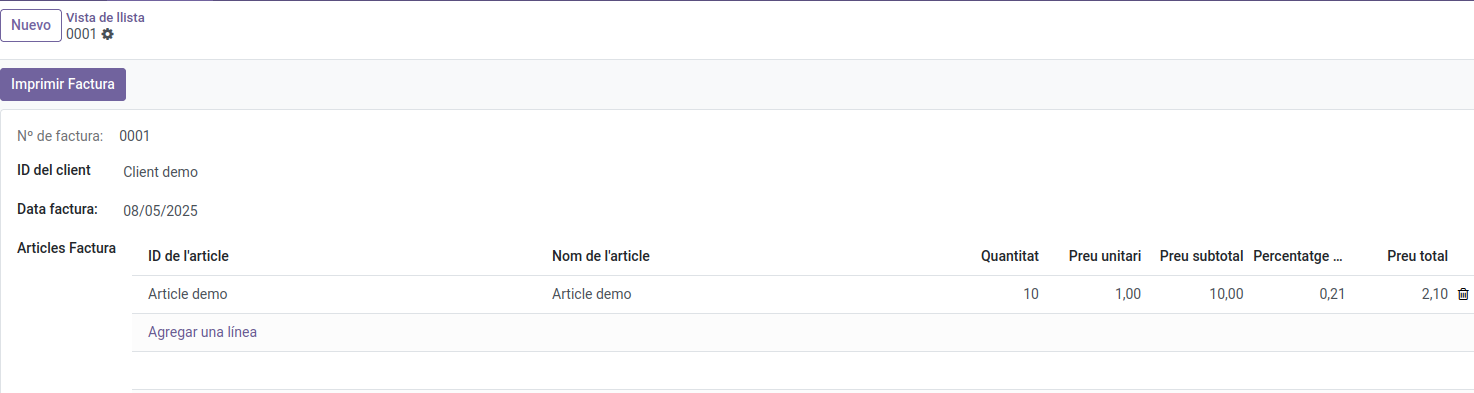 Nuevo
Vista de llista
0001
Imprimir Factura
Nº de factura: 0001
ID del client Client demo
Data factura: 08/05/2025
Articles Factura
ID de l'article Nom de l'article Quantitat Preu unitari Preu subtotal Percentatge ... Preu total
Article demo Article demo 10 1,00 10,00 0,21 2,10
Agregar una línea